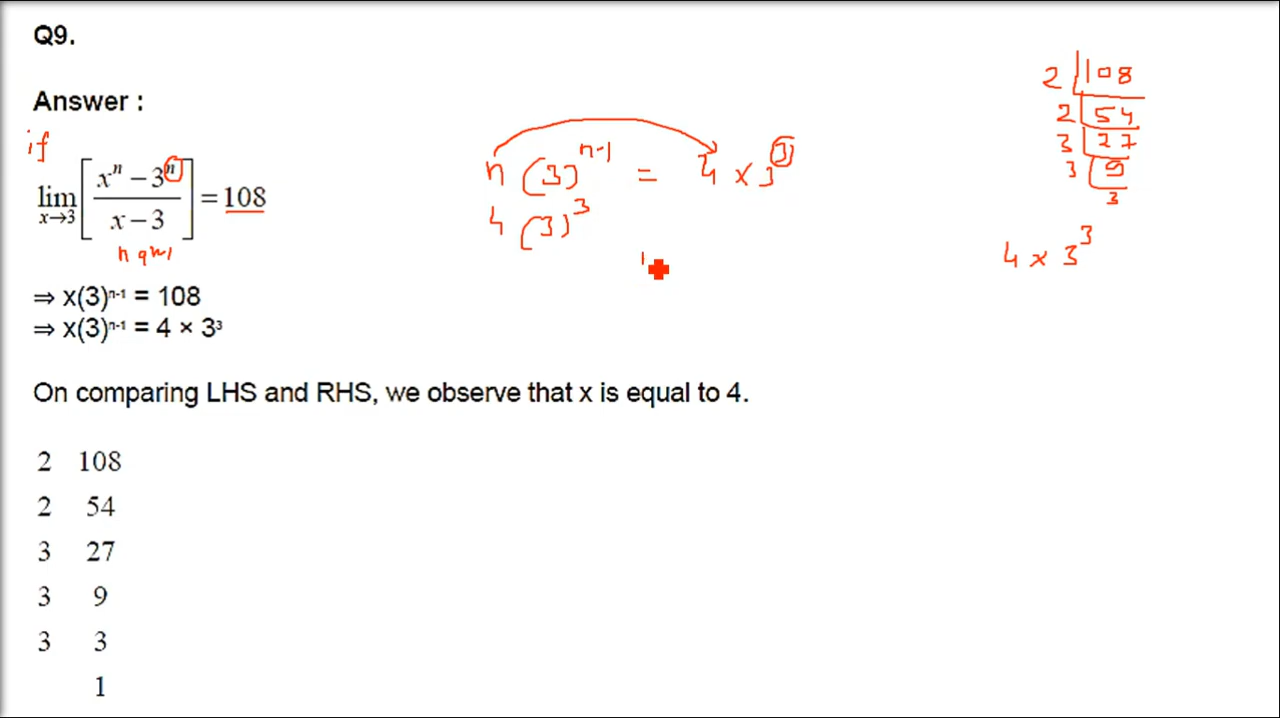 Q9.
Answer :
if
lim x→3 [ (xⁿ − 3ⁿ) / (x − 3) ] = 108
⇒ x(3)ⁿ⁻¹ = 108
⇒ x(3)ⁿ⁻¹ = 4 × 3³
On comparing LHS and RHS, we observe that x is equal to 4.
2 108
2 54
3 27
3 9
3 3
1
n (3)ⁿ⁻¹ = 4 × 3³
4 (3)³
2 108
2 54
3 27
3 9
3
4 × 3³